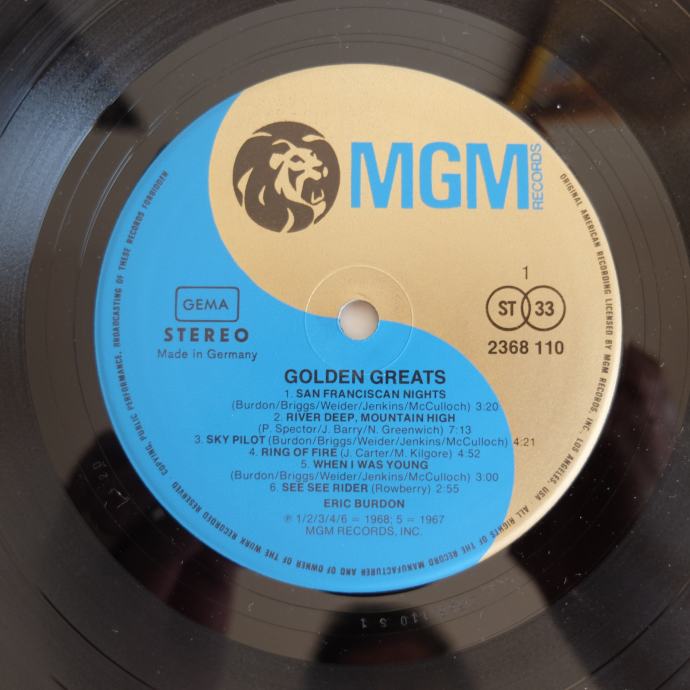 MGM
RECORDS
GEMA
STEREO
Made in Germany
1
ST 33
2368 110
GOLDEN GREATS
1. SAN FRANCISCAN NIGHTS
(Burdon/Briggs/Weider/Jenkins/McCulloch) 3:20
2. RIVER DEEP, MOUNTAIN HIGH
(P. Spector/J. Barry/N. Greenwich) 7:13
3. SKY PILOT (Burdon/Briggs/Weider/Jenkins/McCulloch) 4:21
4. RING OF FIRE (J. Carter/M. Kilgore) 4:52
5. WHEN I WAS YOUNG
(Burdon/Briggs/Weider/Jenkins/McCulloch) 3:00
6. SEE SEE RIDER (Rowberry) 2:55
ERIC BURDON
℗ 1/2/3/4/6 = 1968; 5 = 1967
MGM RECORDS, INC.
ORIGINAL AMERICAN RECORDING LICENSED BY MGM RECORDS, INC. LOS ANGELES, USA
ALL RIGHTS OF THE RECORD MANUFACTURER AND OF OWNER OF THE WORK RECORDED RESERVED
COPYING, PUBLIC PERFORMANCE, BROADCASTING OF THESE RECORDS FORBIDDEN